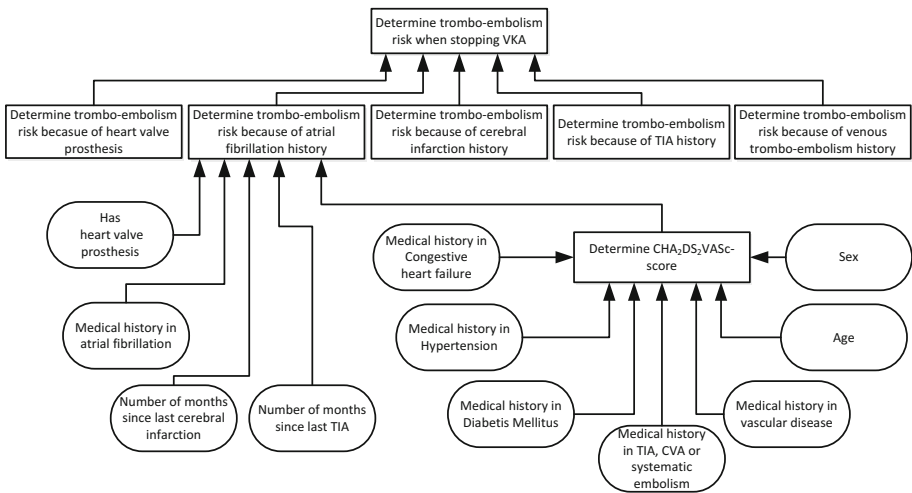 Determine trombo-embolism
risk when stopping VKA
Determine trombo-embolism
risk becasue of heart valve
prosthesis
Determine trombo-embolism
risk because of atrial
fibrillation history
Determine trombo-embolism
risk because of cerebral
infarction history
Determine trombo-embolism
risk because of TIA history
Determine trombo-embolism
risk because of venous
trombo-embolism history
Has
heart valve
prosthesis
Medical history in
Congestive
heart failure
Determine CHA₂DS₂VASc-
score
Sex
Medical history in
atrial fibrillation
Medical history in
Hypertension
Age
Number of months
since last cerebral
infarction
Number of months
since last TIA
Medical history in
Diabetis Mellitus
Medical history
in TIA, CVA or
systematic
embolism
Medical history in
vascular disease